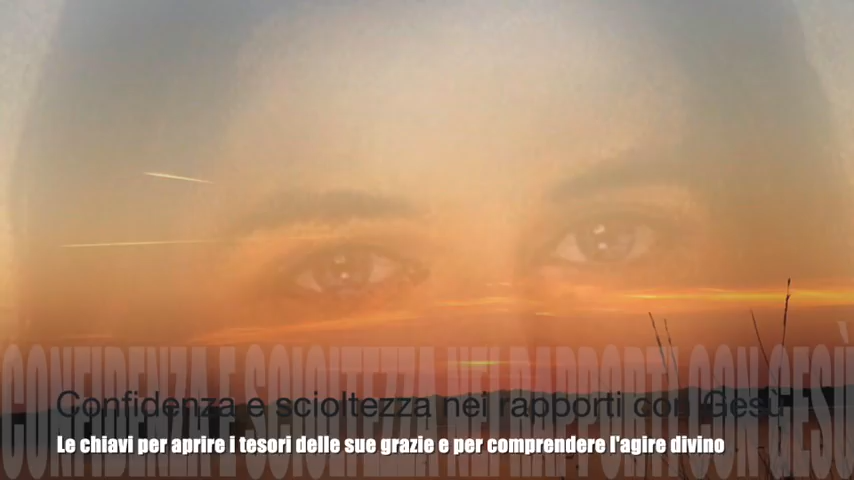 CONFIDENZA E SCIOLTEZZA NEI RAPPORTI CON GESÙ
Confidenza e scioltezza nei rapporti con Gesù
Le chiavi per aprire i tesori delle sue grazie e per comprendere l'agire divino